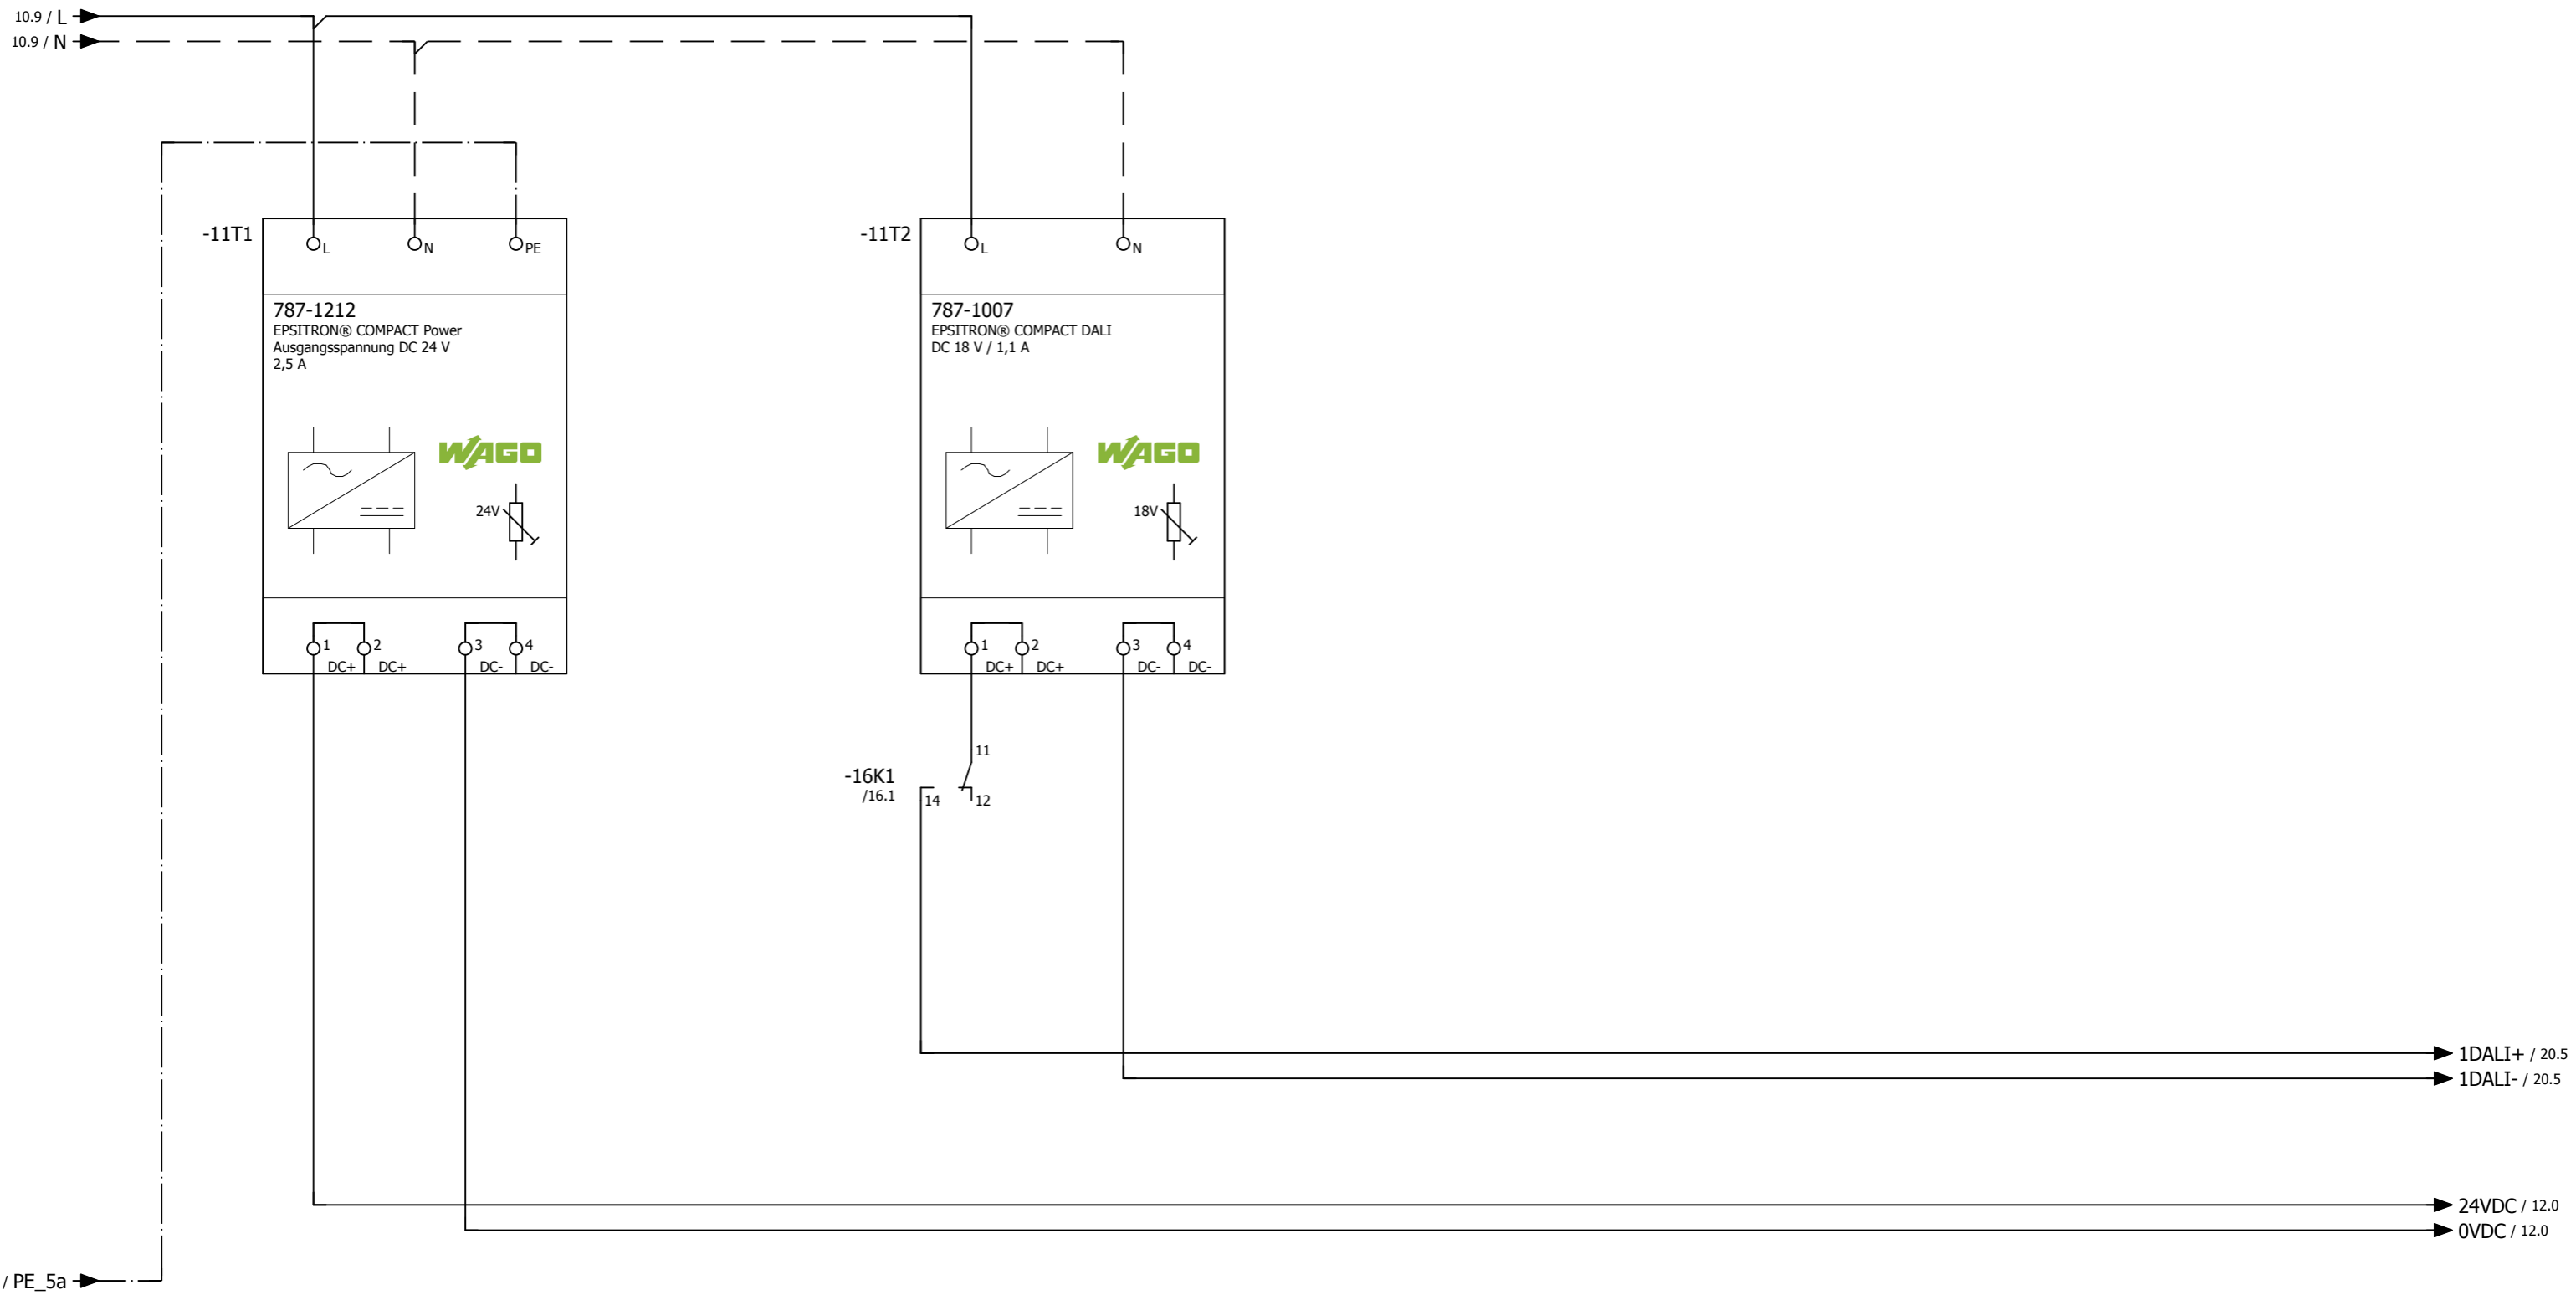 10.9 / L
10.9 / N
-11T1
L
N
PE
787-1212
EPSITRON® COMPACT Power
Ausgangsspannung DC 24 V
2,5 A
WAGO
24V
1
2
3
4
DC+
DC+
DC-
DC-
-11T2
L
N
787-1007
EPSITRON® COMPACT DALI
DC 18 V / 1,1 A
WAGO
18V
1
2
3
4
DC+
DC+
DC-
DC-
-16K1
/16.1
11
14
12
1DALI+ / 20.5
1DALI- / 20.5
24VDC / 12.0
0VDC / 12.0
/ PE_5a